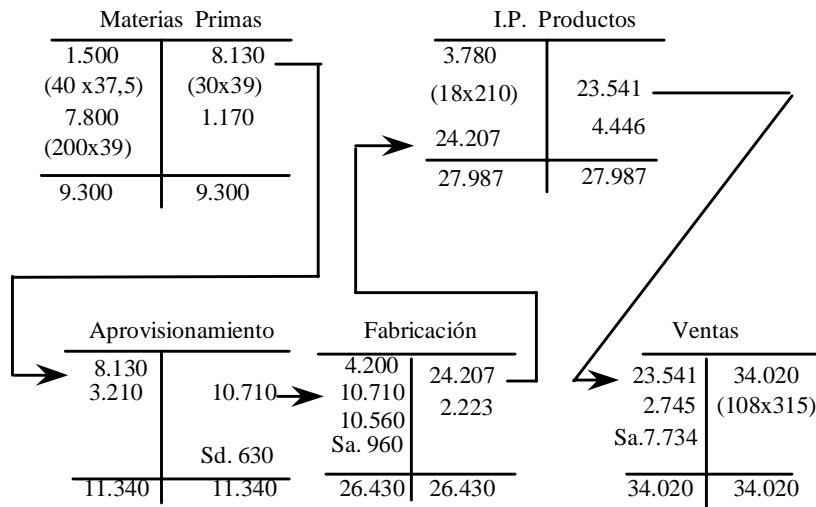 Materias Primas
1.500 8.130
(40 x37,5) (30x39)
7.800 1.170
(200x39)
9.300 9.300
I.P. Productos
3.780
(18x210) 23.541
4.446
24.207
27.987 27.987
Aprovisionamiento
8.130
3.210 10.710
Sd. 630
11.340 11.340
Fabricación
4.200 24.207
10.710 2.223
10.560
Sa. 960
26.430 26.430
Ventas
23.541 34.020
2.745 (108x315)
Sa.7.734
34.020 34.020